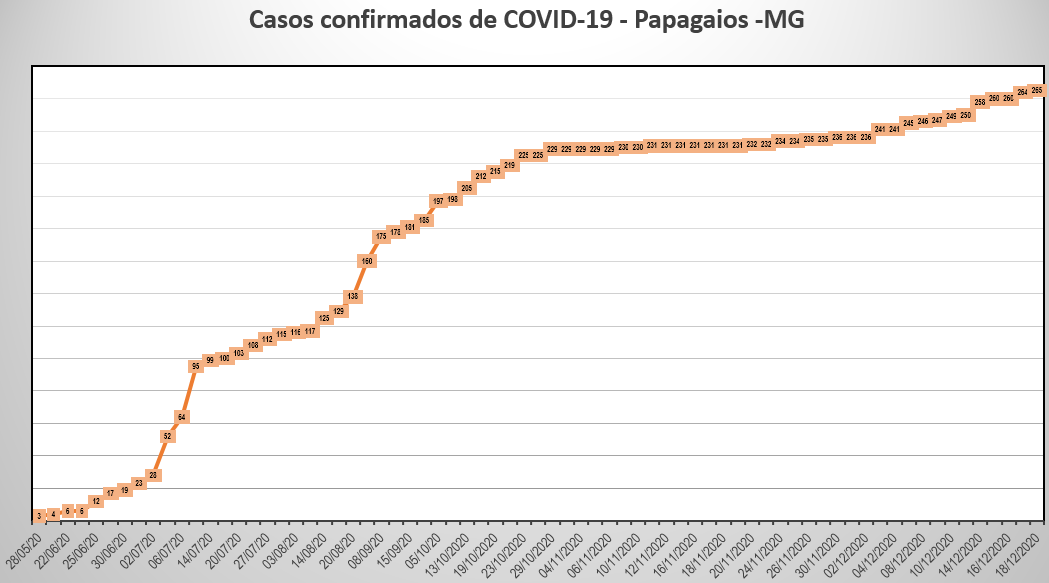 Casos confirmados de COVID-19 - Papagaios -MG
3 4 6 6 12 17 19 23 28 52 64 95 99 100 103 108 112 115 116 117 125 129 138 160 175 178 181 185 197 198 205 212 215 219 225 225 229 229 229 229 229 230 230 231 231 231 231 231 231 231 232 232 234 234 235 235 236 236 236 241 241 245 246 247 249 250 258 260 260 264 265
28/05/20 22/06/20 25/06/20 30/06/20 02/07/20 06/07/20 14/07/20 20/07/20 27/07/20 03/08/20 14/08/20 20/08/20 08/09/20 15/09/20 05/10/20 13/10/2020 19/10/2020 23/10/2020 29/10/2020 04/11/2020 06/11/2020 10/11/2020 12/11/2020 18/11/2020 20/11/2020 24/11/2020 26/11/2020 30/11/2020 02/12/2020 04/12/2020 08/12/2020 10/12/2020 14/12/2020 16/12/2020 18/12/2020